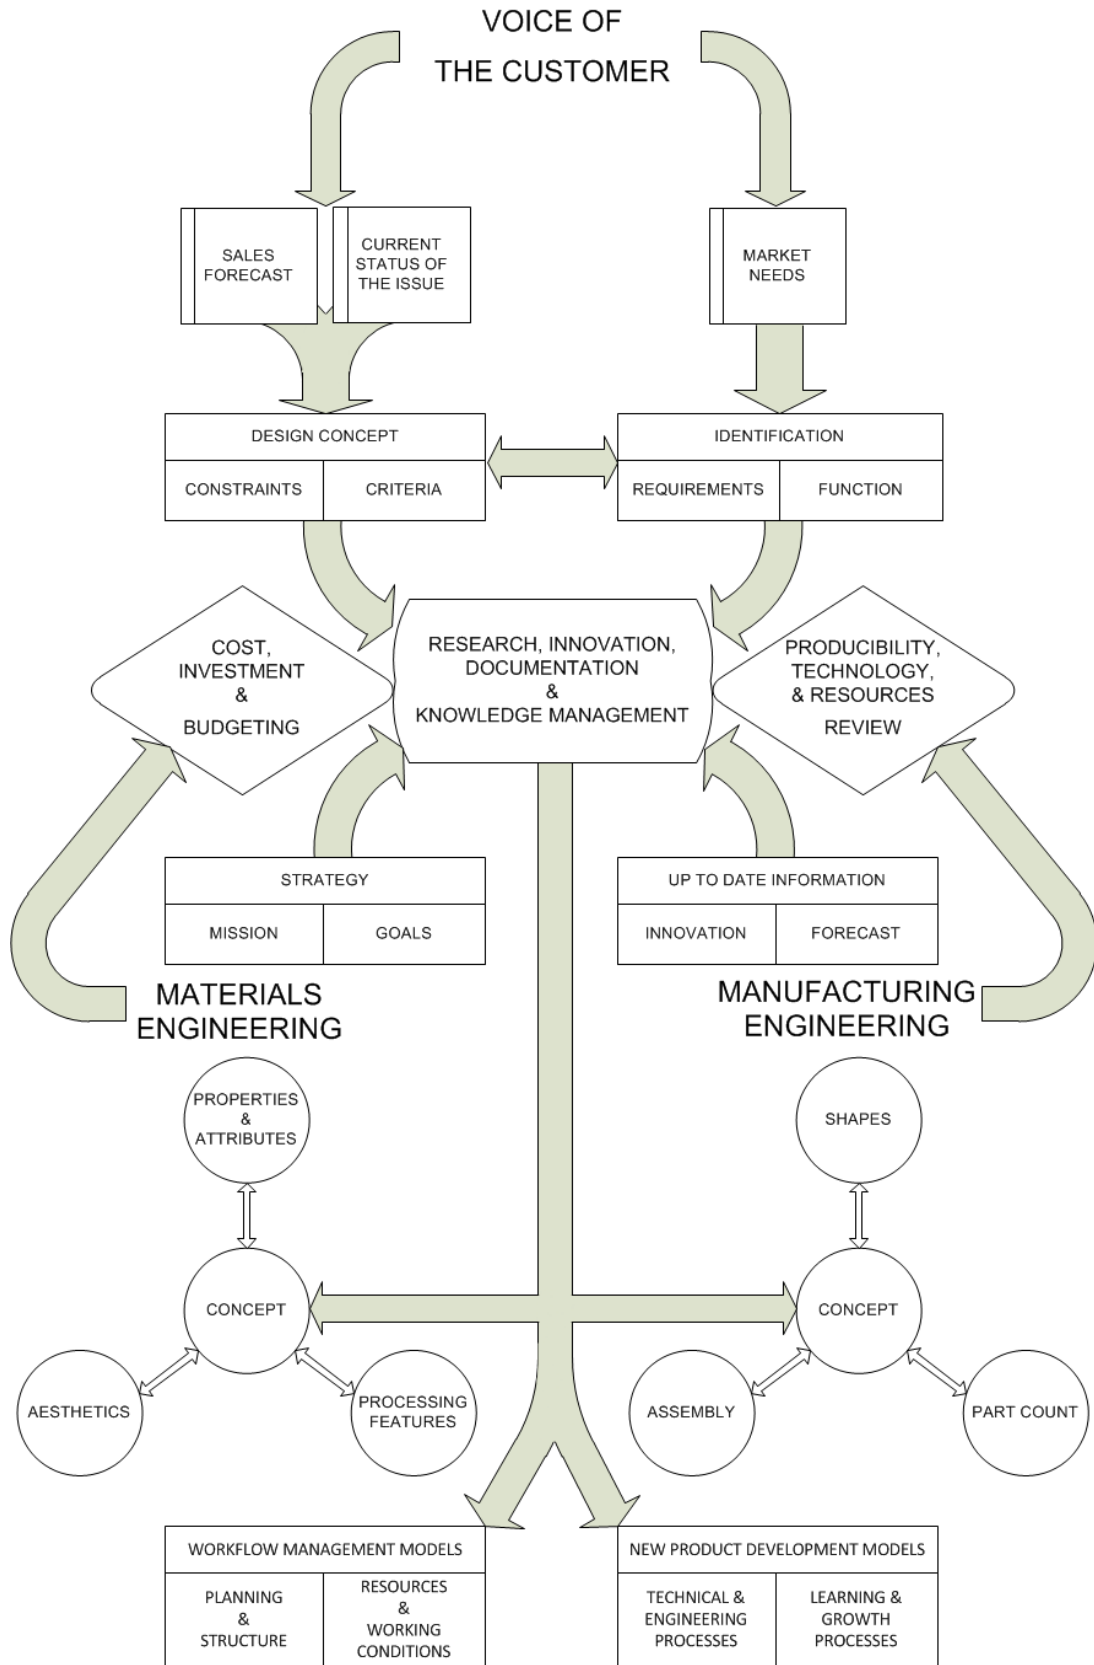 VOICE OF
THE CUSTOMER
SALES
FORECAST
CURRENT
STATUS OF
THE ISSUE
MARKET
NEEDS
DESIGN CONCEPT
CONSTRAINTS
CRITERIA
IDENTIFICATION
REQUIREMENTS
FUNCTION
COST,
INVESTMENT
&
BUDGETING
RESEARCH, INNOVATION,
DOCUMENTATION
&
KNOWLEDGE MANAGEMENT
PRODUCIBILITY,
TECHNOLOGY,
& RESOURCES
REVIEW
STRATEGY
MISSION
GOALS
UP TO DATE INFORMATION
INNOVATION
FORECAST
MATERIALS
ENGINEERING
MANUFACTURING
ENGINEERING
PROPERTIES
&
ATTRIBUTES
SHAPES
CONCEPT
CONCEPT
AESTHETICS
PROCESSING
FEATURES
ASSEMBLY
PART COUNT
WORKFLOW MANAGEMENT MODELS
PLANNING
&
STRUCTURE
RESOURCES
&
WORKING
CONDITIONS
NEW PRODUCT DEVELOPMENT MODELS
TECHNICAL &
ENGINEERING
PROCESSES
LEARNING &
GROWTH
PROCESSES